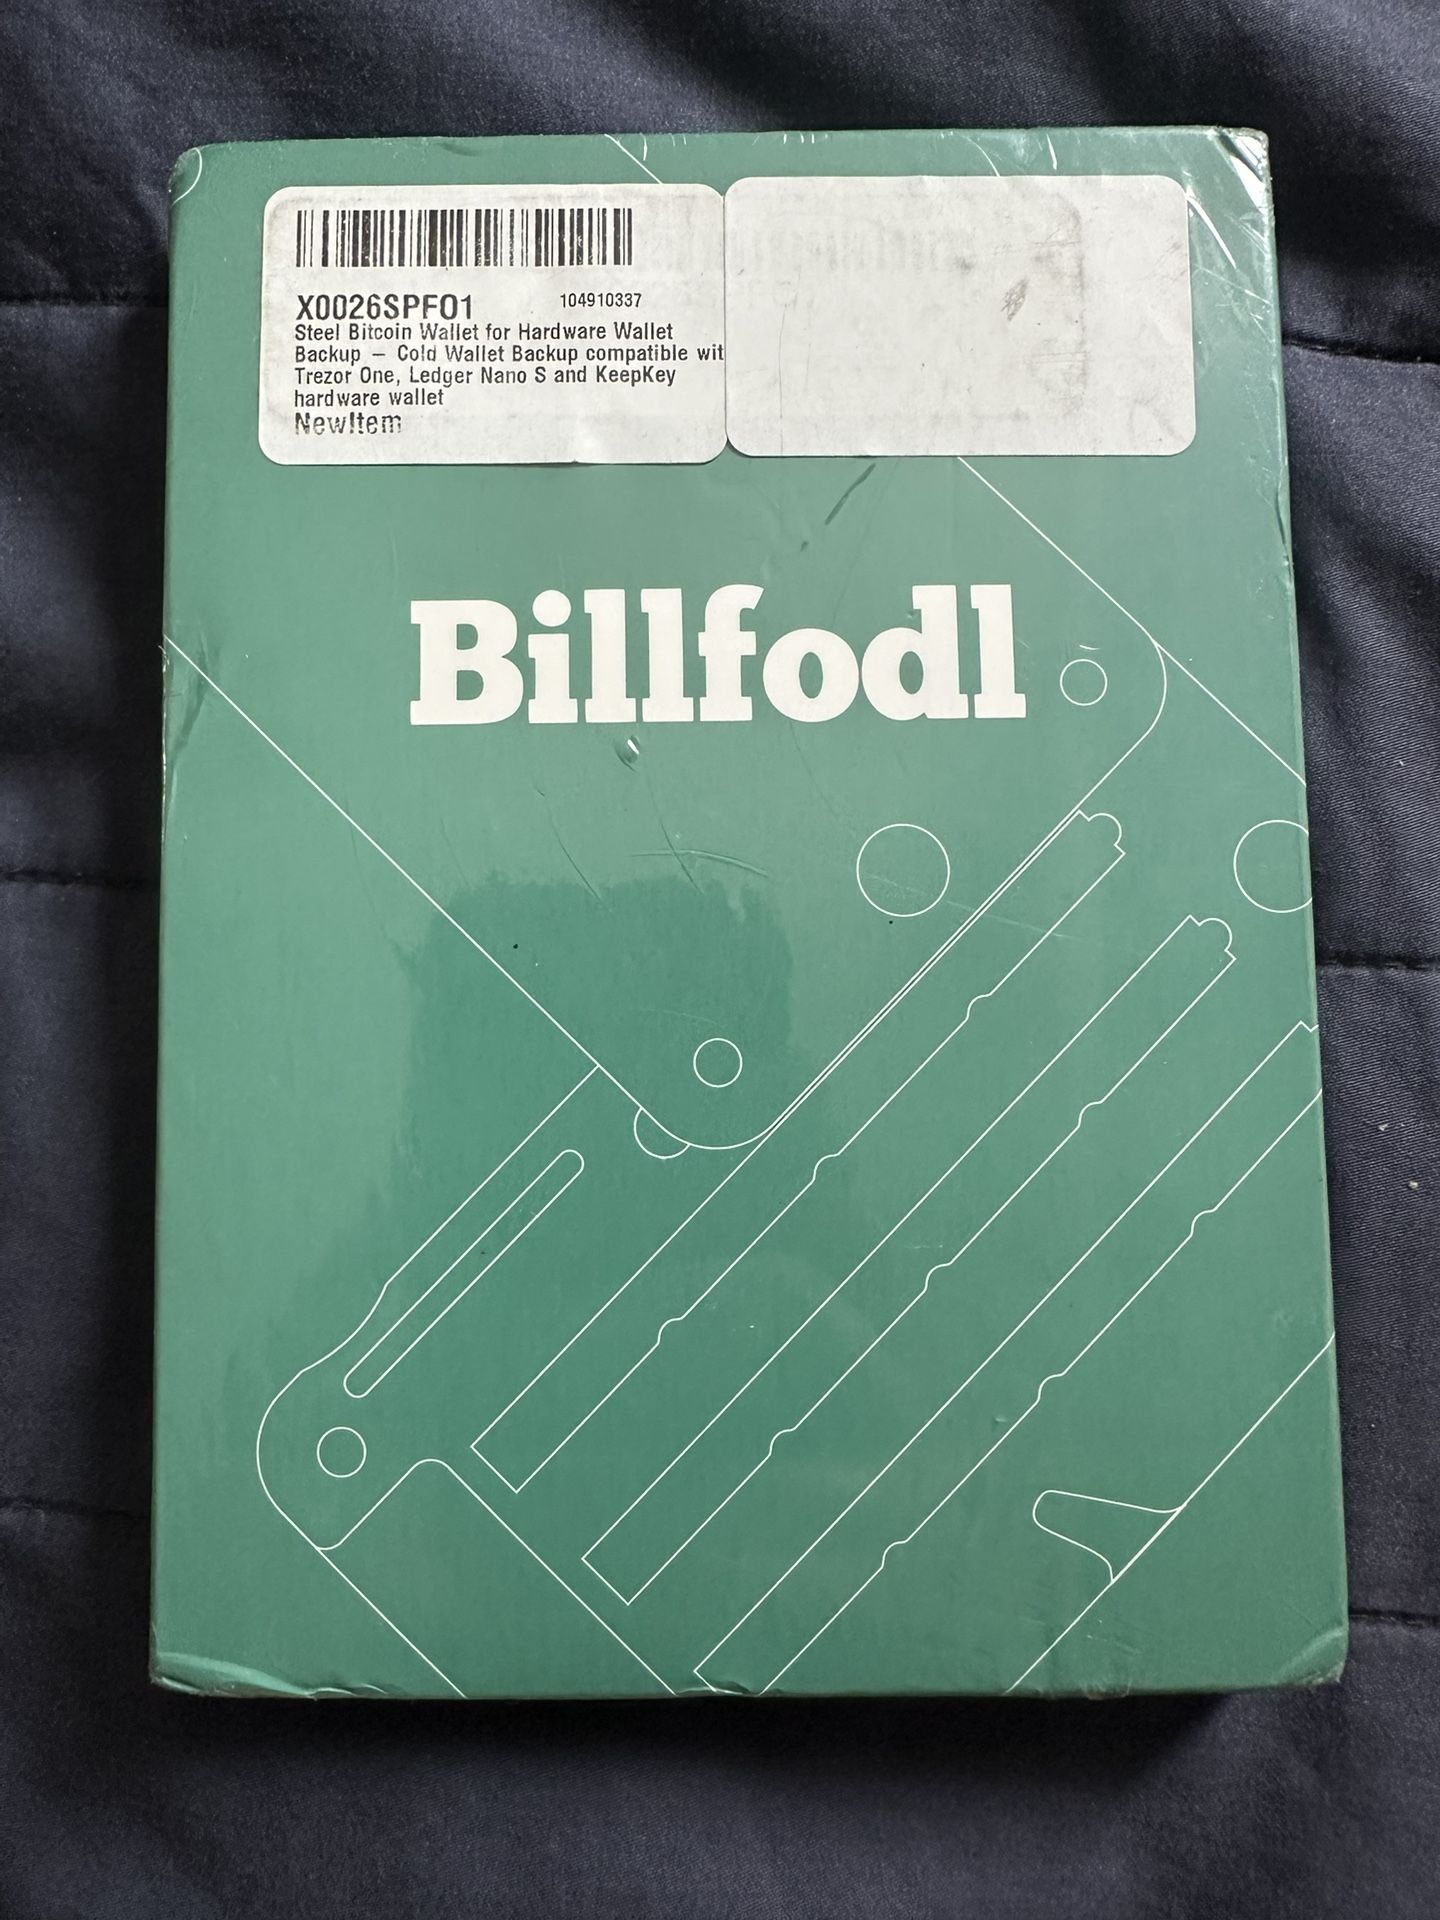 X0026SPFO1
104910337
Steel Bitcoin Wallet for Hardware Wallet
Backup — Cold Wallet Backup compatible wit
Trezor One, Ledger Nano S and KeepKey
hardware wallet
NewItem
Billfodl